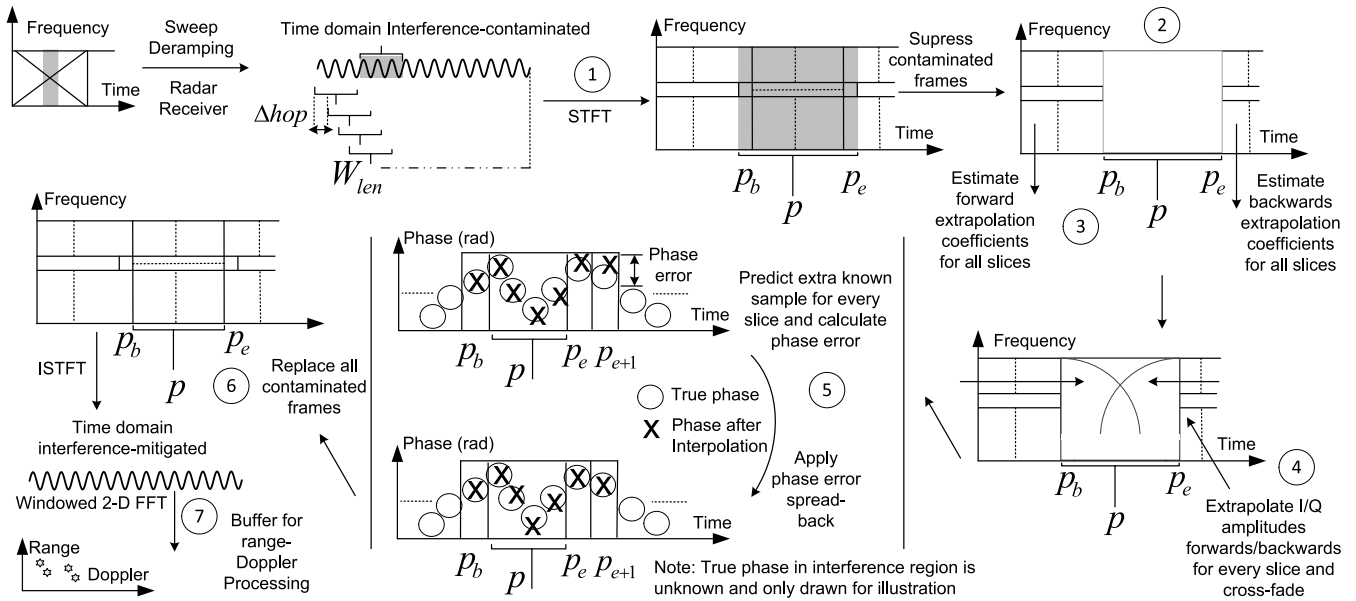 Frequency
Time
Sweep
Deramping
Radar
Receiver
Time domain Interference-contaminated
Δhop
W_len
1
STFT
Time
p_b
p_e
p
Supress
contaminated
frames
2
Frequency
Time
p_b
p_e
p
Estimate
forward
extrapolation
coefficients
for all slices
3
Estimate
backwards
extrapolation
coefficients
for all slices
Frequency
Time
p_b
p_e
p
4
Extrapolate I/Q
amplitudes
forwards/backwards
for every slice and
cross-fade
Phase (rad)
Phase
error
Time
p_b
p_e
p_{e+1}
p
Predict extra known
sample for every
slice and calculate
phase error
5
True phase
X Phase after
Interpolation
Apply
phase error
spread-
back
Phase (rad)
Time
p_b
p_e
p_{e+1}
p
Note: True phase in interference region is
unknown and only drawn for illustration
Frequency
Time
p_b
p_e
p
6
Replace all
contaminated
frames
ISTFT
Time domain
interference-mitigated
Windowed 2-D FFT
7
Buffer for
range-
Doppler
Processing
Range
Doppler